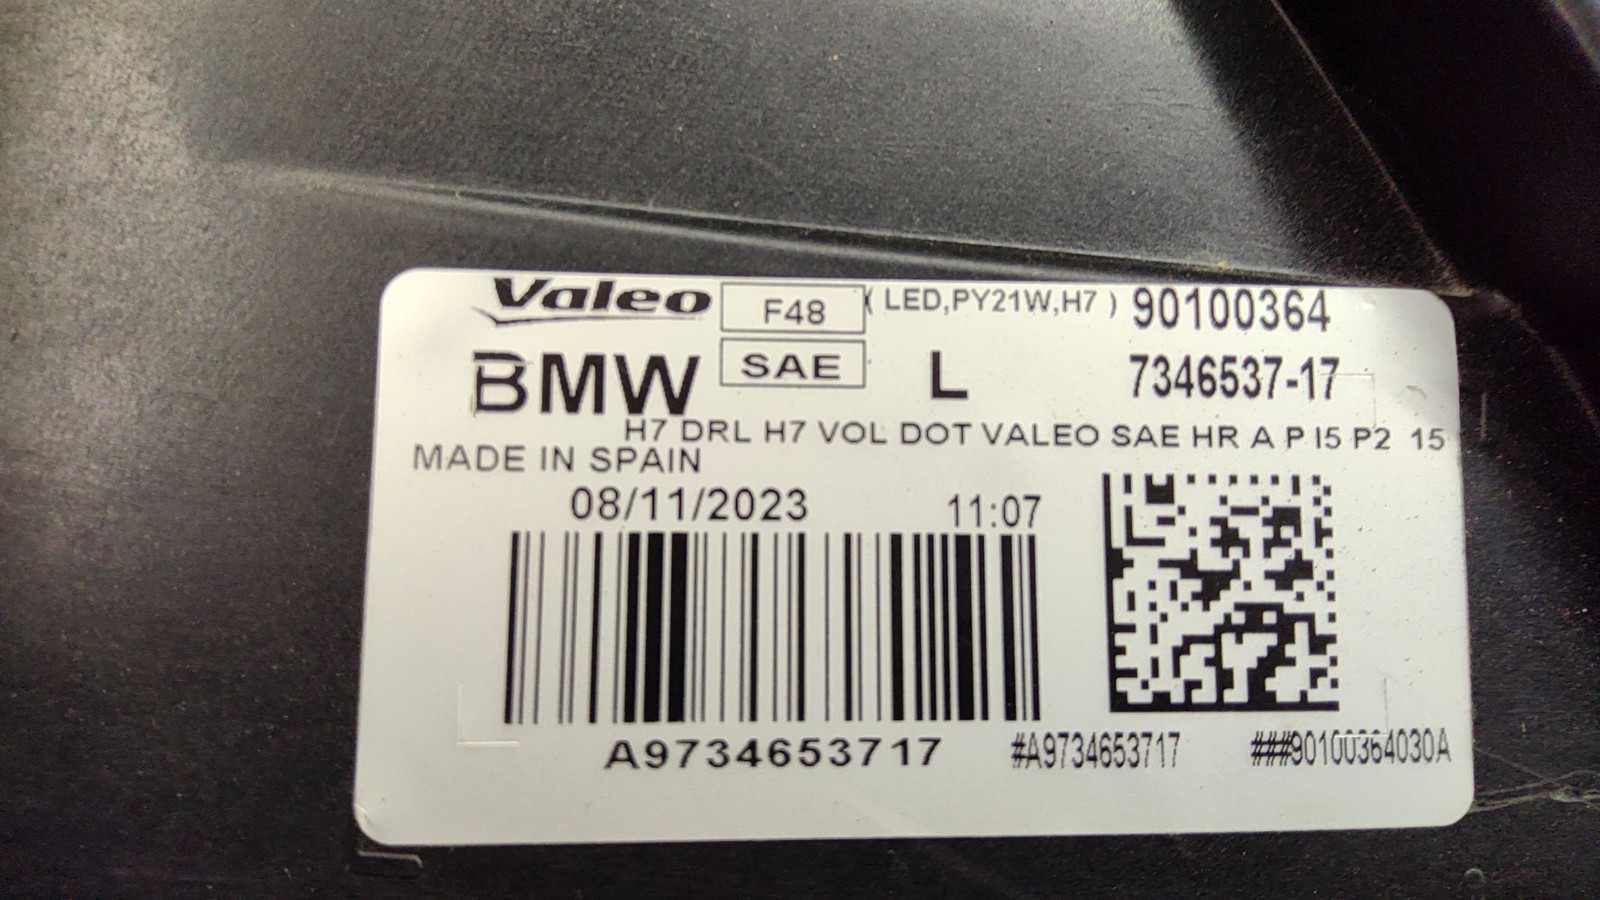 Valeo F48 ( LED,PY21W,H7 ) 90100364
BMW SAE L 7346537-17
H7 DRL H7 VOL DOT VALEO SAE HR A P I5 P2 15
MADE IN SPAIN
08/11/2023 11:07
A9734653717 #A9734653717 ###90100364030A